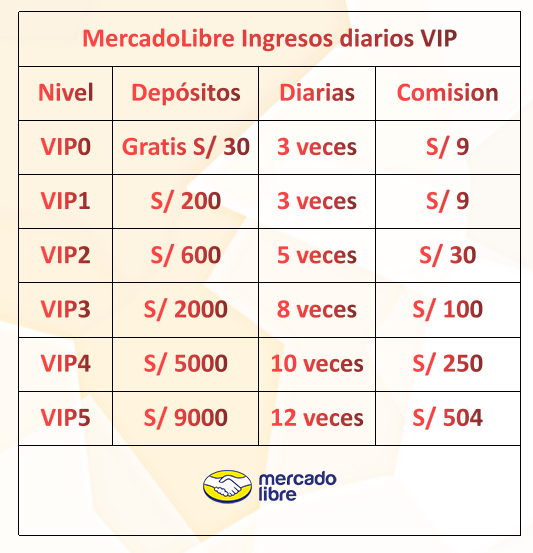 MercadoLibre Ingresos diarios VIP
Nivel Depósitos Diarias Comision
VIP0 Gratis S/ 30 3 veces S/ 9
VIP1 S/ 200 3 veces S/ 9
VIP2 S/ 600 5 veces S/ 30
VIP3 S/ 2000 8 veces S/ 100
VIP4 S/ 5000 10 veces S/ 250
VIP5 S/ 9000 12 veces S/ 504
mercado
libre